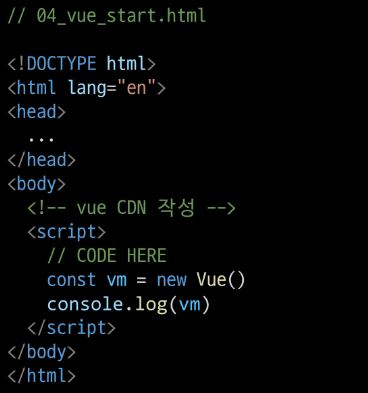 // 04_vue_start.html

<!DOCTYPE html>
<html lang="en">
<head>
  ...
</head>
<body>
  <!-- vue CDN 작성 -->
  <script>
    // CODE HERE
    const vm = new Vue()
    console.log(vm)
  </script>
</body>
</html>